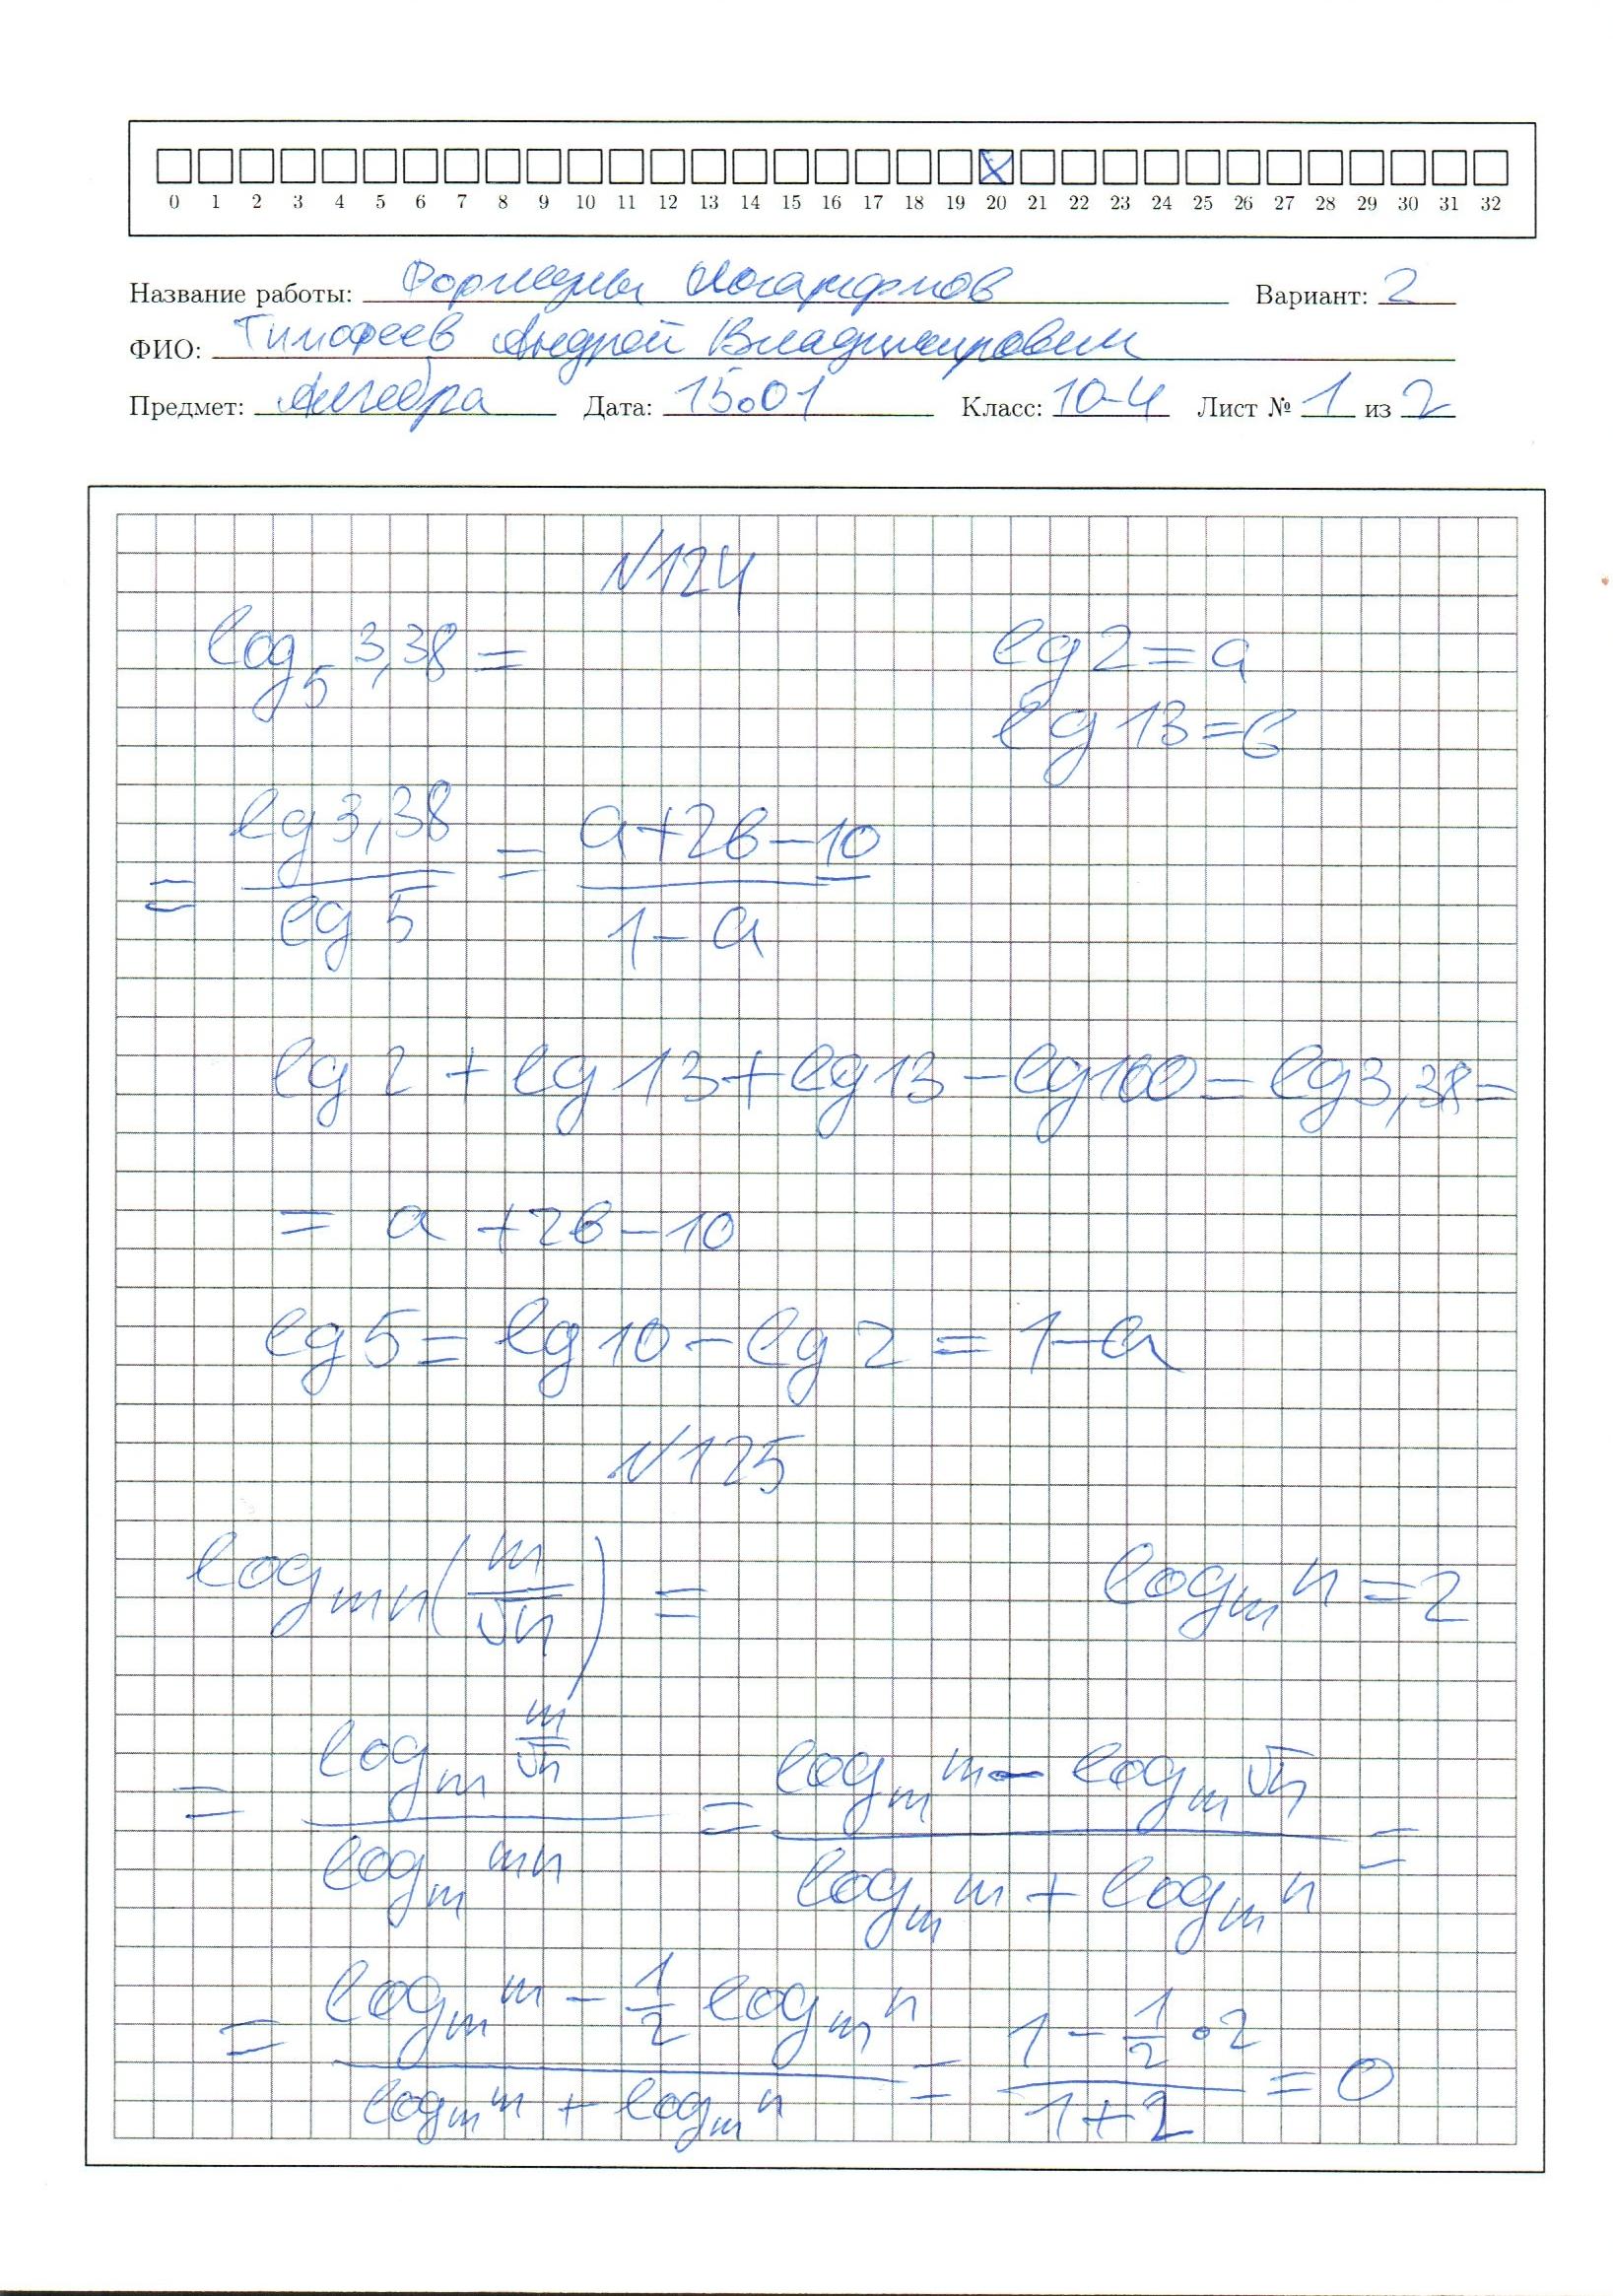 0 1 2 3 4 5 6 7 8 9 10 11 12 13 14 15 16 17 18 19 20 21 22 23 24 25 26 27 28 29 30 31 32
Название работы: Формулы логарифмов Вариант: 2
ФИО: Тимофеев Андрей Владимирович
Предмет: Алгебра Дата: 15.01 Класс: 10-4 Лист № 1 из 2
№124
log₅ 3,38 = lg 2 = a
lg 13 = в
= \frac{lg 3,38}{lg 5} = \frac{a+2в-10}{1-a}
lg 2 + lg 13 + lg 13 - lg 100 = lg 3,38 =
= a + 2в - 10
lg 5 = lg 10 - lg 2 = 1 - a
№125
log_{mn}(\frac{m}{\sqrt{n}}) = log_m n = 2
= \frac{log_m \frac{m}{\sqrt{n}}}{log_m mn} = \frac{log_m m - log_m \sqrt{n}}{log_m m + log_m n} =
= \frac{log_m m - \frac{1}{2} log_m n}{log_m m + log_m n} = \frac{1 - \frac{1}{2} · 2}{1+2} = 0